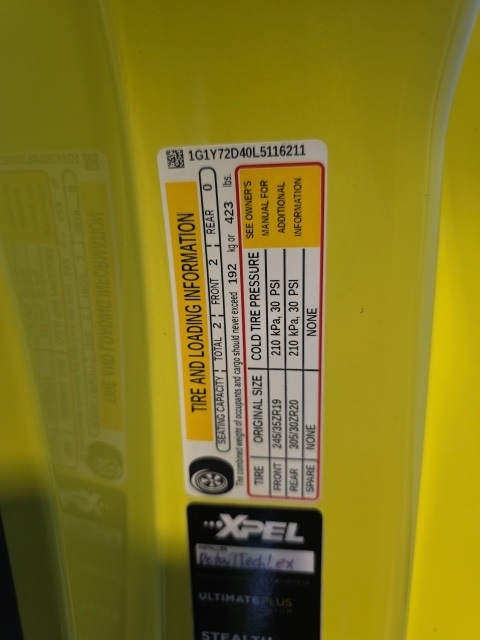 1G1Y72D40L5116211
TIRE AND LOADING INFORMATION
SEATING CAPACITY TOTAL 2 FRONT 2 REAR 0
The combined weight of occupants and cargo should never exceed 192 kg or 423 lbs.
TIRE ORIGINAL SIZE COLD TIRE PRESSURE
FRONT 245/35ZR19 210 kPa, 30 PSI
REAR 305/30ZR20 210 kPa, 30 PSI
SPARE NONE NONE
SEE OWNER'S
MANUAL FOR
ADDITIONAL
INFORMATION
XPEL
INSTALLER
ULTIMATE PLUS
STEALTH